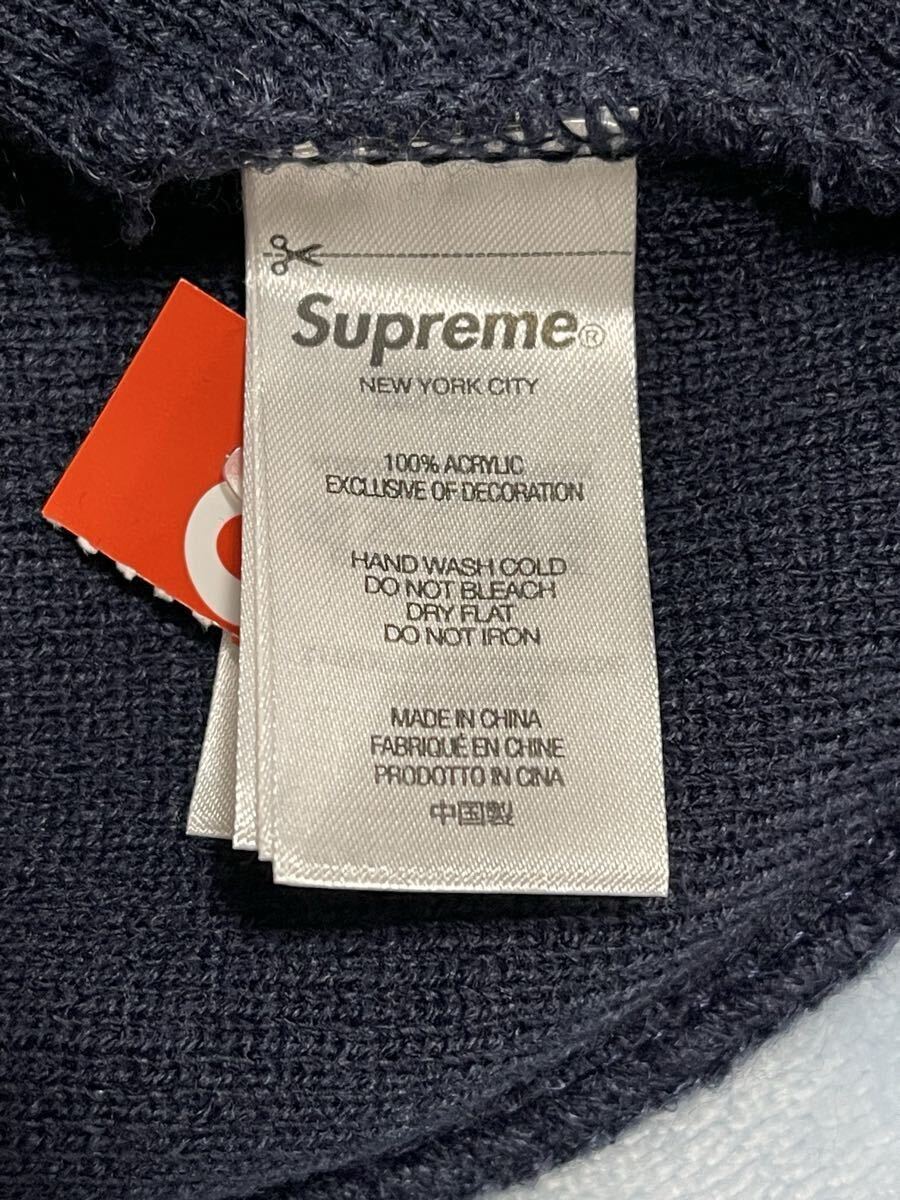 Supreme®
NEW YORK CITY
100% ACRYLIC
EXCLUSIVE OF DECORATION
HAND WASH COLD
DO NOT BLEACH
DRY FLAT
DO NOT IRON
MADE IN CHINA
FABRIQUÉ EN CHINE
PRODOTTO IN CINA
中国製